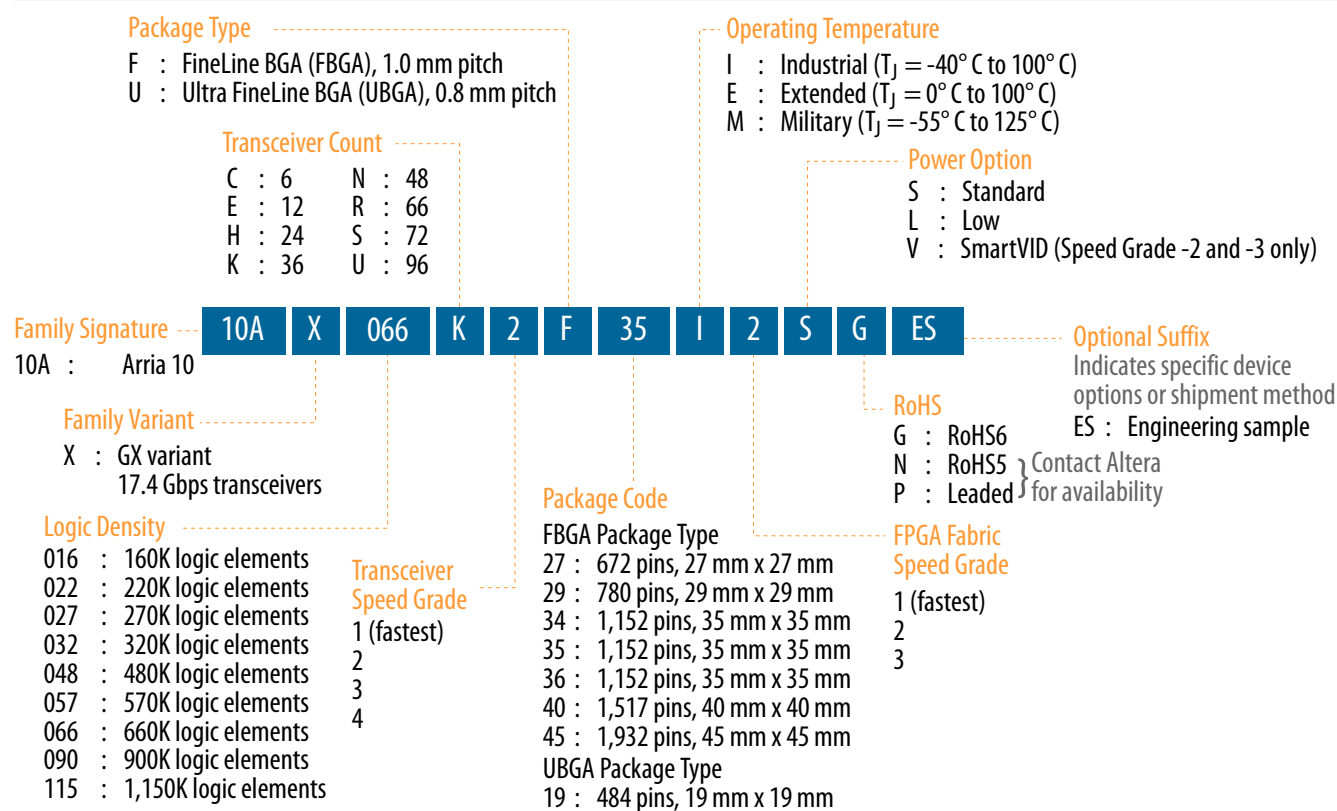 Package Type
F : FineLine BGA (FBGA), 1.0 mm pitch
U : Ultra FineLine BGA (UBGA), 0.8 mm pitch
Operating Temperature
I : Industrial (TJ = -40° C to 100° C)
E : Extended (TJ = 0° C to 100° C)
M : Military (TJ = -55° C to 125° C)
Transceiver Count
C : 6 N : 48
E : 12 R : 66
H : 24 S : 72
K : 36 U : 96
Power Option
S : Standard
L : Low
V : SmartVID (Speed Grade -2 and -3 only)
Family Signature
10A : Arria 10
10A X 066 K 2 F 35 I 2 S G ES
Optional Suffix
Indicates specific device
options or shipment method
ES : Engineering sample
Family Variant
X : GX variant
17.4 Gbps transceivers
RoHS
G : RoHS6
N : RoHS5
P : Leaded
Contact Altera
for availability
Logic Density
016 : 160K logic elements
022 : 220K logic elements
027 : 270K logic elements
032 : 320K logic elements
048 : 480K logic elements
057 : 570K logic elements
066 : 660K logic elements
090 : 900K logic elements
115 : 1,150K logic elements
Transceiver
Speed Grade
1 (fastest)
2
3
4
Package Code
FBGA Package Type
27 : 672 pins, 27 mm x 27 mm
29 : 780 pins, 29 mm x 29 mm
34 : 1,152 pins, 35 mm x 35 mm
35 : 1,152 pins, 35 mm x 35 mm
36 : 1,152 pins, 35 mm x 35 mm
40 : 1,517 pins, 40 mm x 40 mm
45 : 1,932 pins, 45 mm x 45 mm
UBGA Package Type
19 : 484 pins, 19 mm x 19 mm
FPGA Fabric
Speed Grade
1 (fastest)
2
3